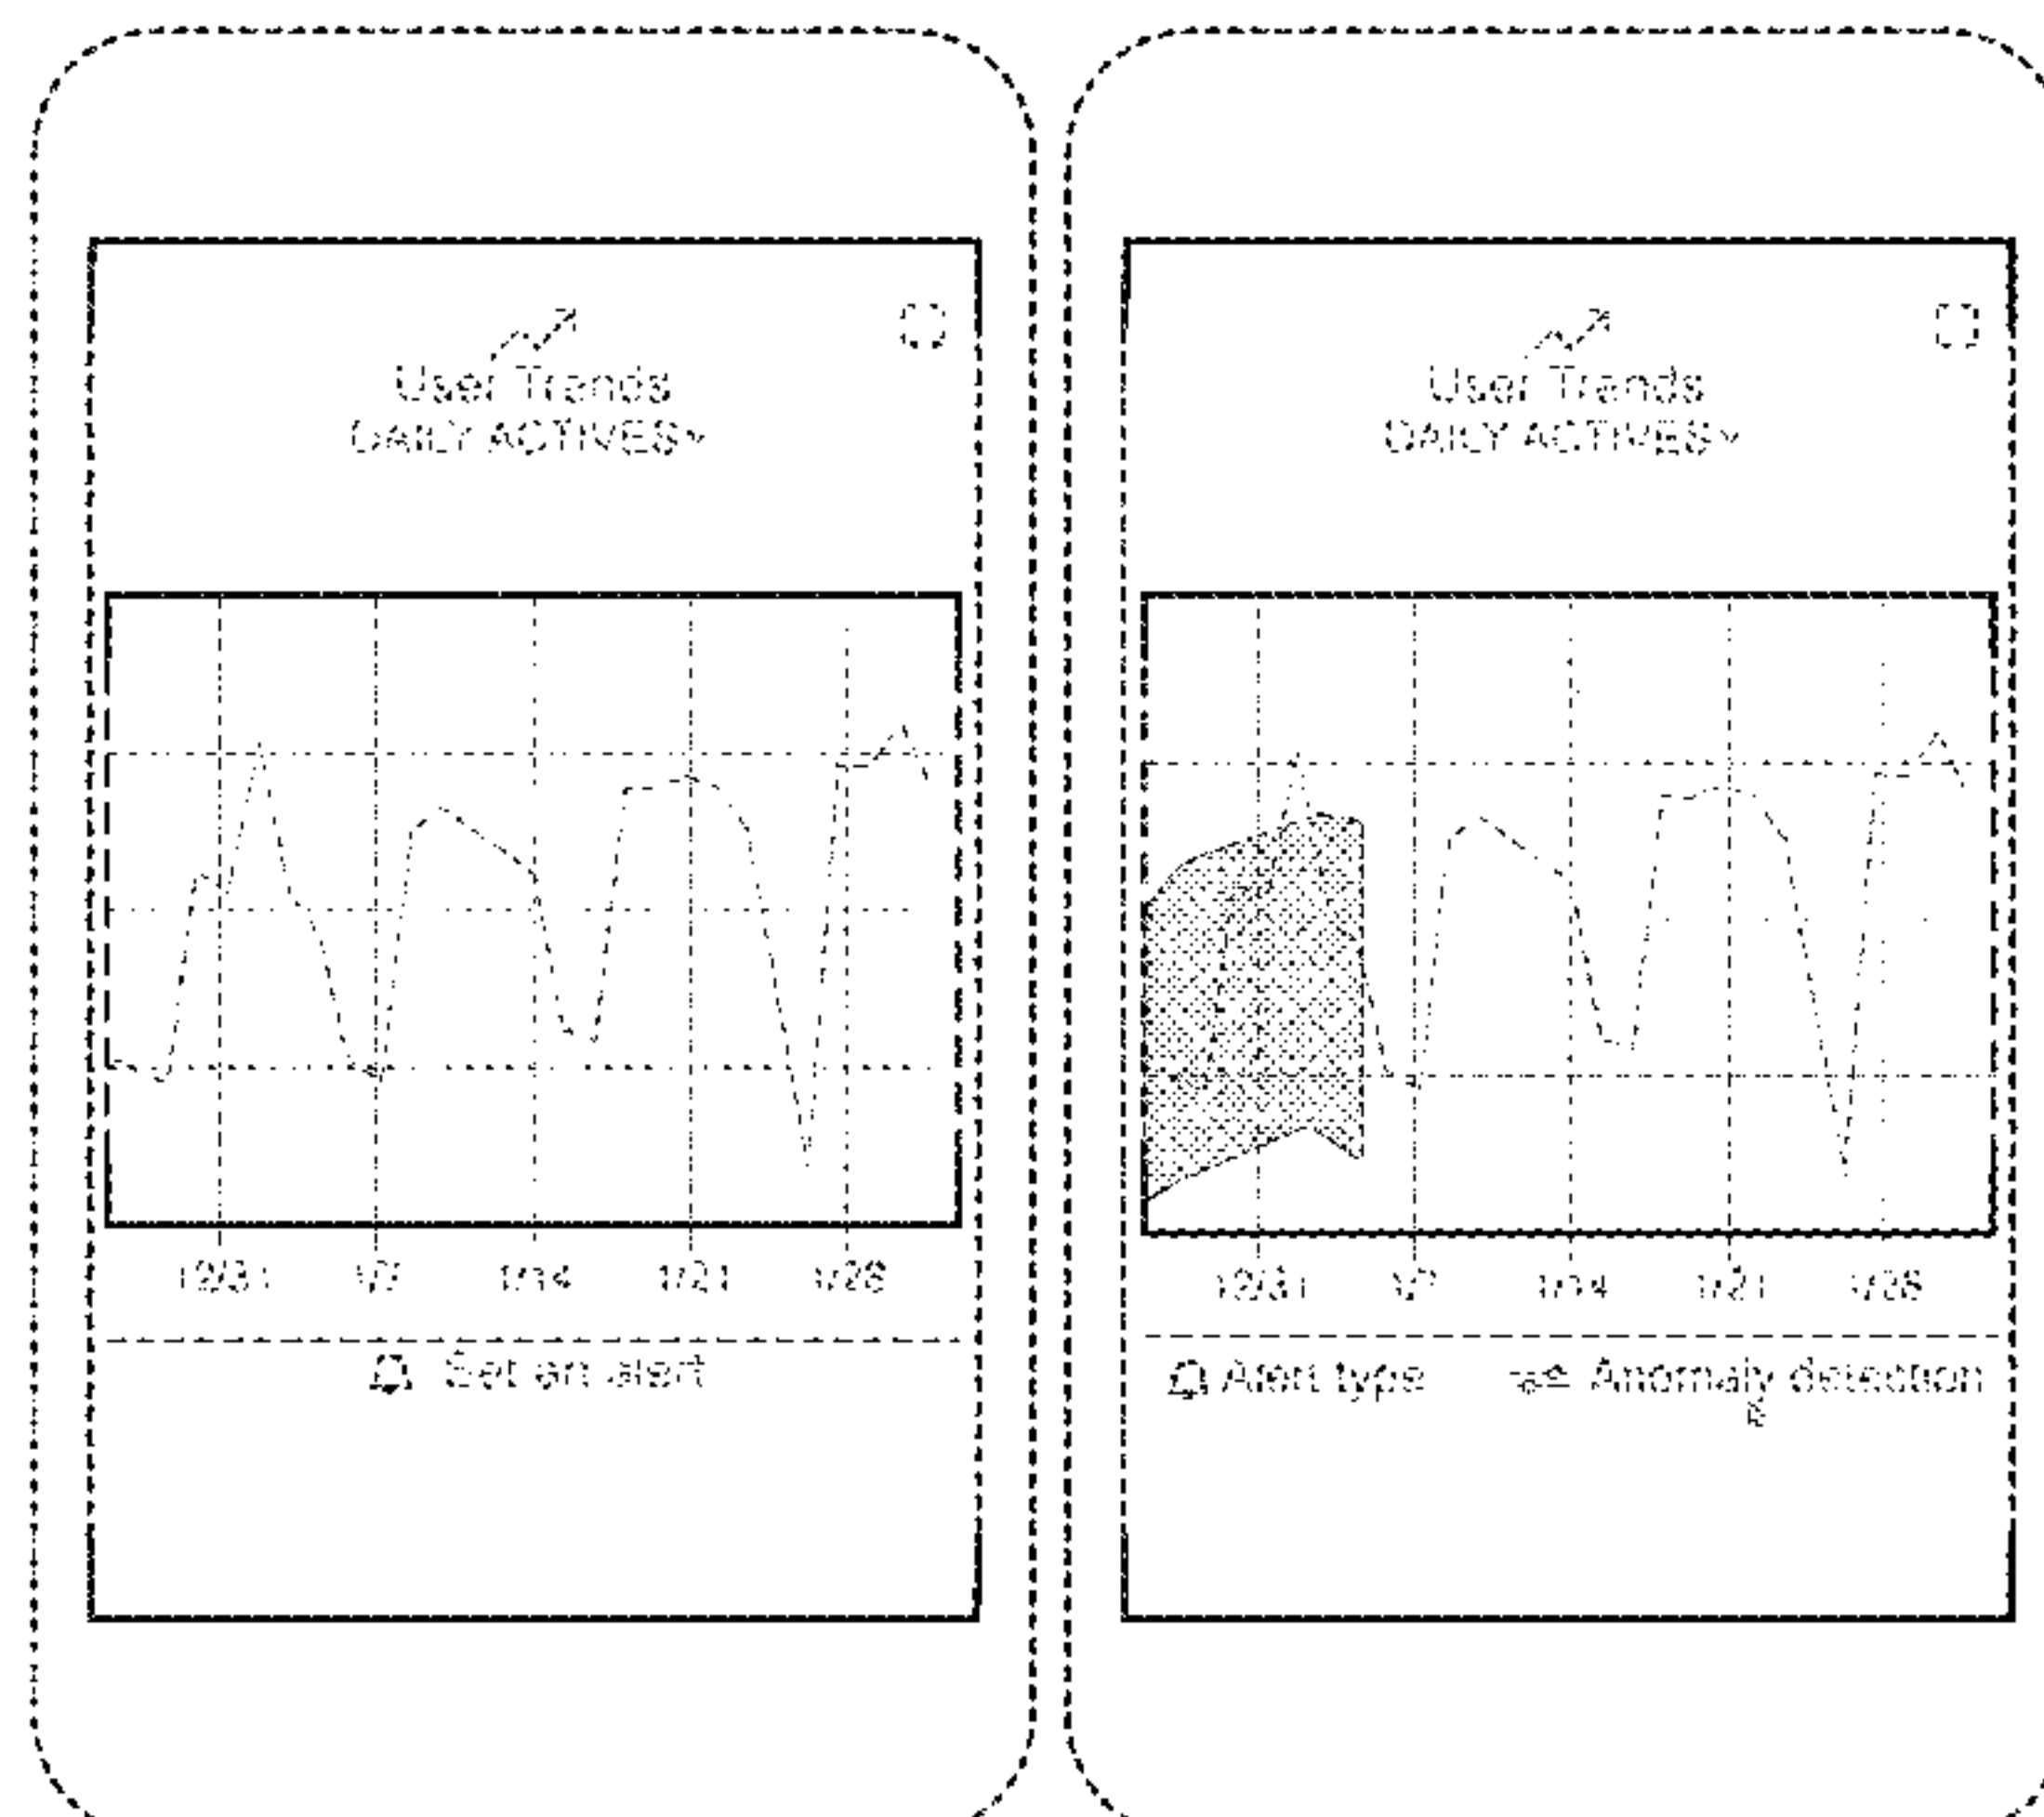 User Trends
DAILY ACTIVES
12/31 1/7 1/14 1/21 1/28
Set an alert
User Trends
DAILY ACTIVES
12/31 1/7 1/14 1/21 1/28
Alert type Anomaly detection